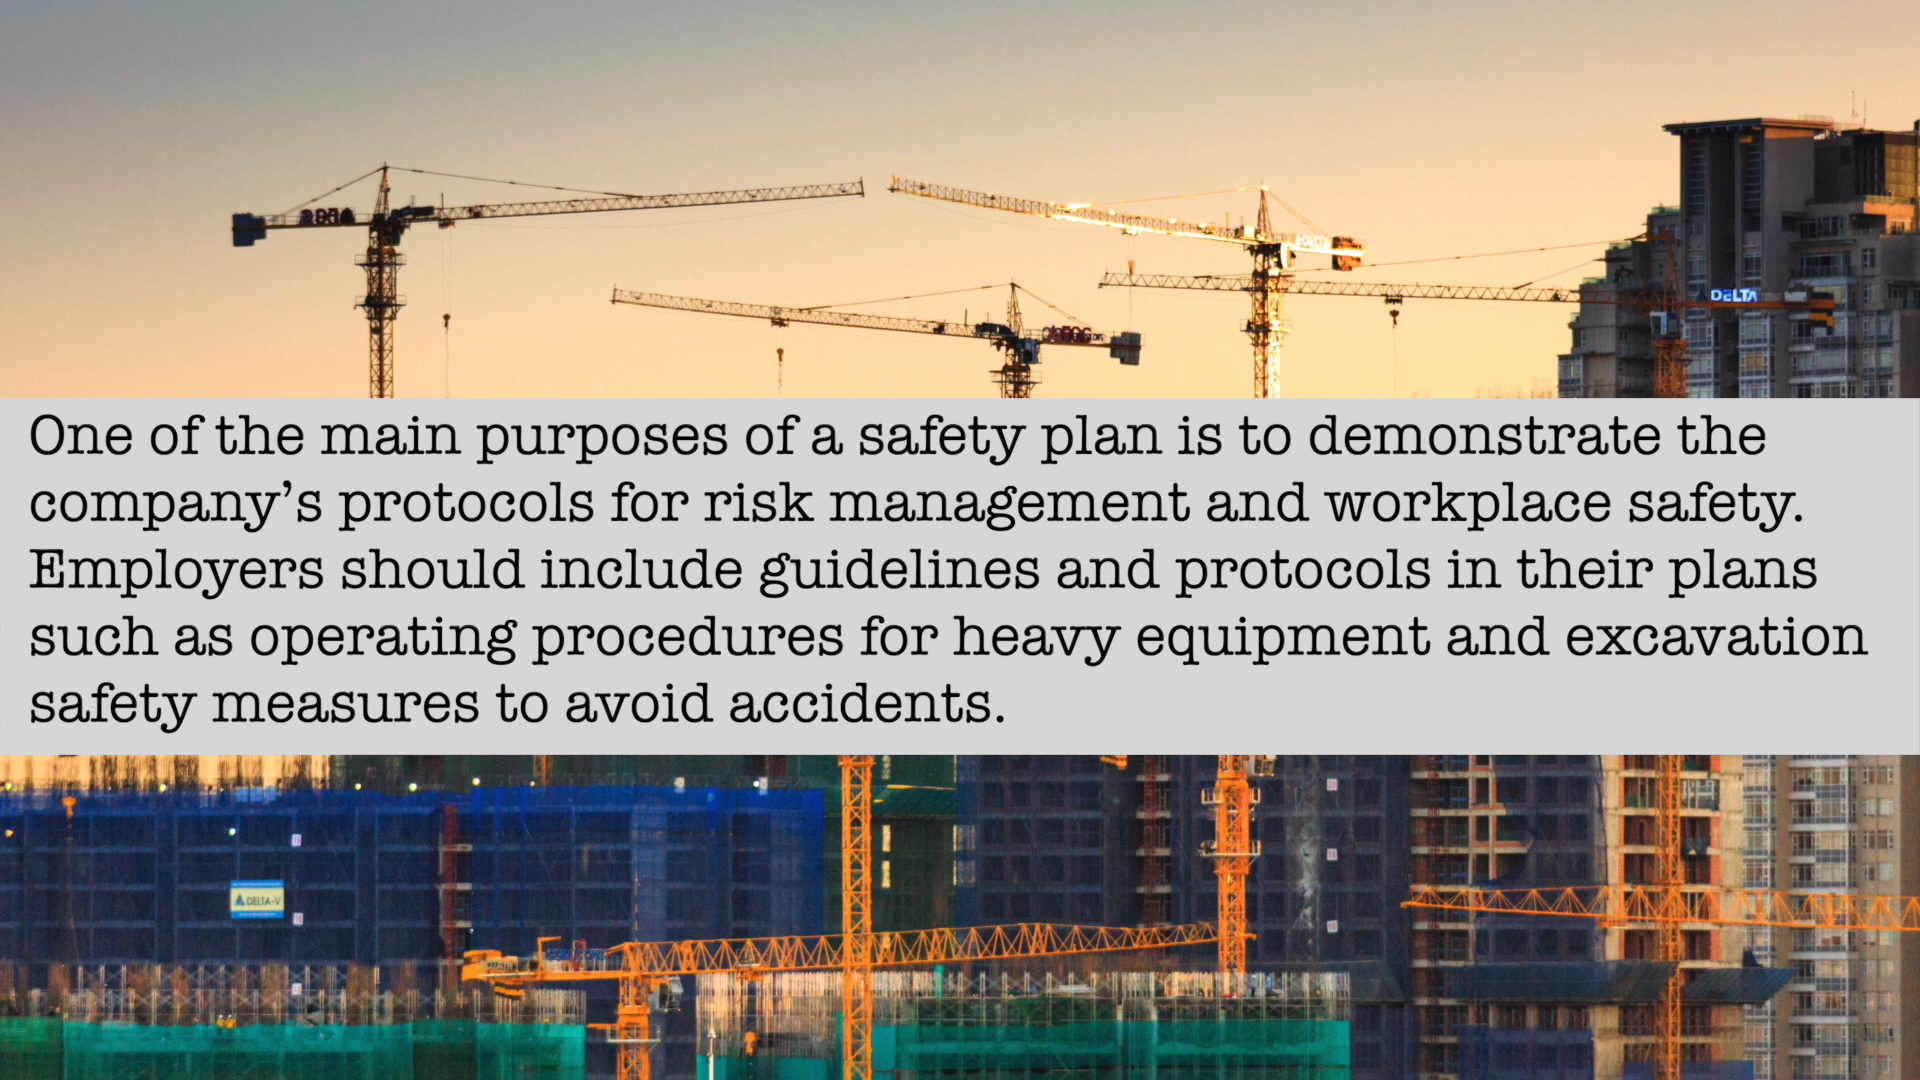 DELTA
DELTA
One of the main purposes of a safety plan is to demonstrate the
company’s protocols for risk management and workplace safety.
Employers should include guidelines and protocols in their plans
such as operating procedures for heavy equipment and excavation
safety measures to avoid accidents.
DELTA-V